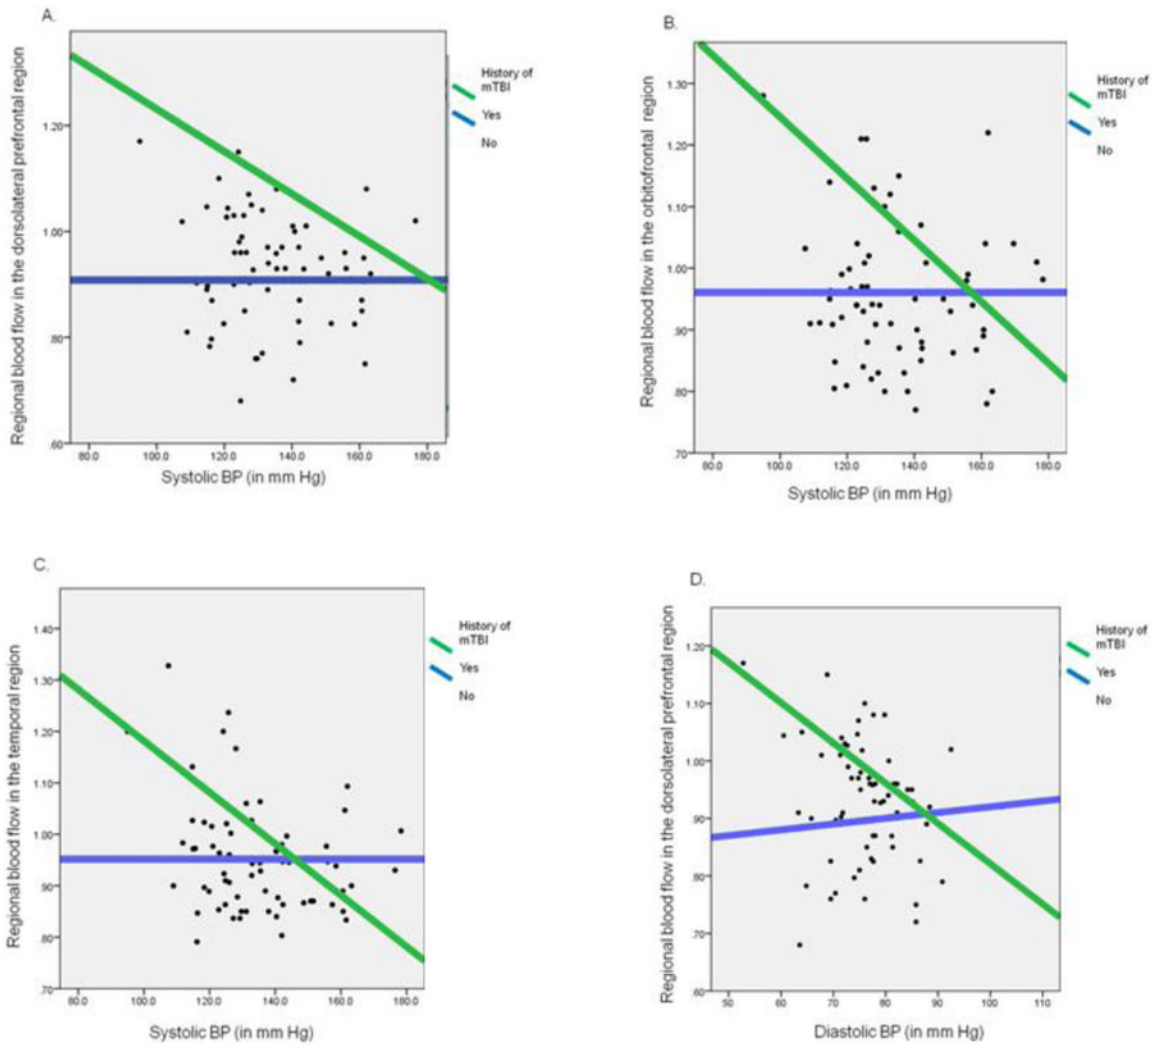 A.
Regional blood flow in the dorsolateral prefrontal region
1.20
1.00
.80
.60
80.0 100.0 120.0 140.0 160.0 180.0
Systolic BP (in mm Hg)
History of
mTBI
Yes
No
B.
Regional blood flow in the orbitofrontal region
1.30
1.20
1.10
1.00
.90
.80
.70
80.0 100.0 120.0 140.0 160.0 180.0
Systolic BP (in mm Hg)
History of
mTBI
Yes
No
C.
Regional blood flow in the temporal region
1.40
1.30
1.20
1.10
1.00
.90
.80
.70
80.0 100.0 120.0 140.0 160.0 180.0
Systolic BP (in mm Hg)
History of
mTBI
Yes
No
D.
Regional blood flow in the dorsolateral prefrontal region
1.20
1.10
1.00
.90
.80
.70
.60
50 60 70 80 90 100 110
Diastolic BP (in mm Hg)
History of
mTBI
Yes
No